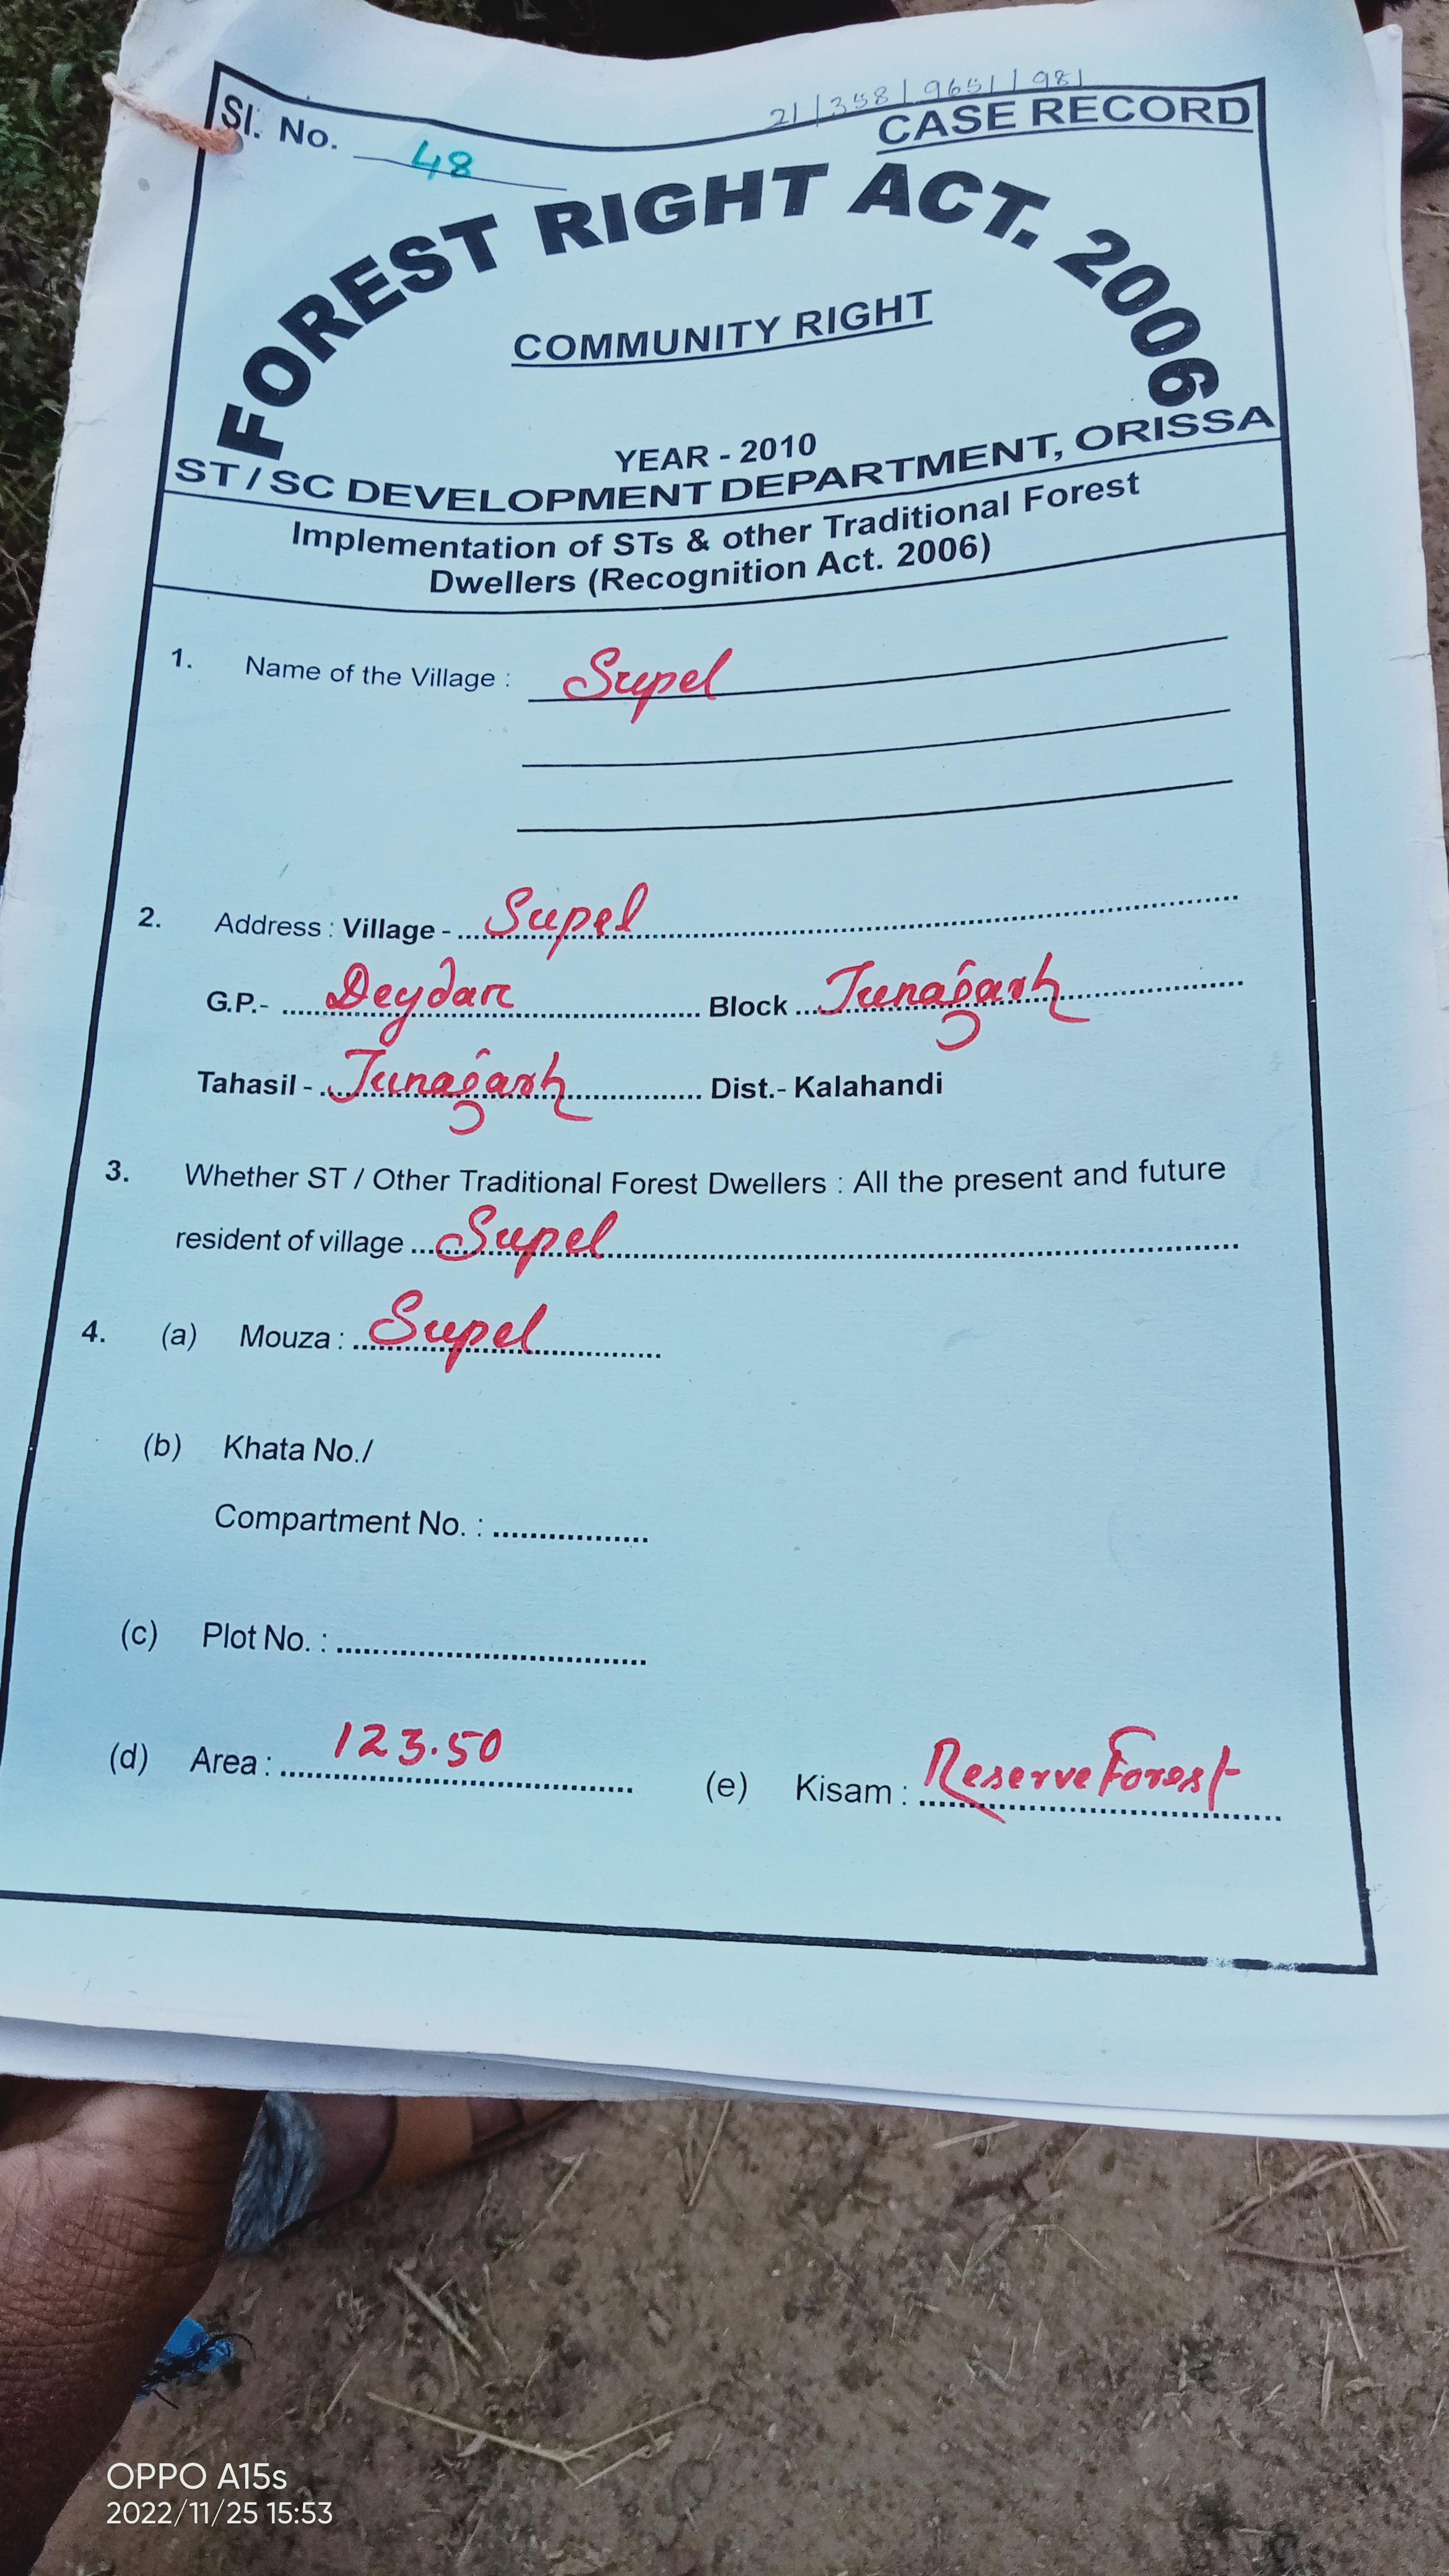 21/358/9651/981
Sl. No. 48
CASE RECORD
FOREST RIGHT ACT. 2006
COMMUNITY RIGHT
YEAR - 2010
ST / SC DEVELOPMENT DEPARTMENT, ORISSA
Implementation of STs & other Traditional Forest
Dwellers (Recognition Act. 2006)
1. Name of the Village : Supel
2. Address : Village - Supel
G.P.- Deydar Block Junagarh
Tahasil - Junagarh Dist.- Kalahandi
3. Whether ST / Other Traditional Forest Dwellers : All the present and future
resident of village Supel
4. (a) Mouza : Supel
(b) Khata No./
Compartment No. :
(c) Plot No. :
(d) Area : 123.50 (e) Kisam : Reserve Forest
OPPO A15s
2022/11/25 15:53